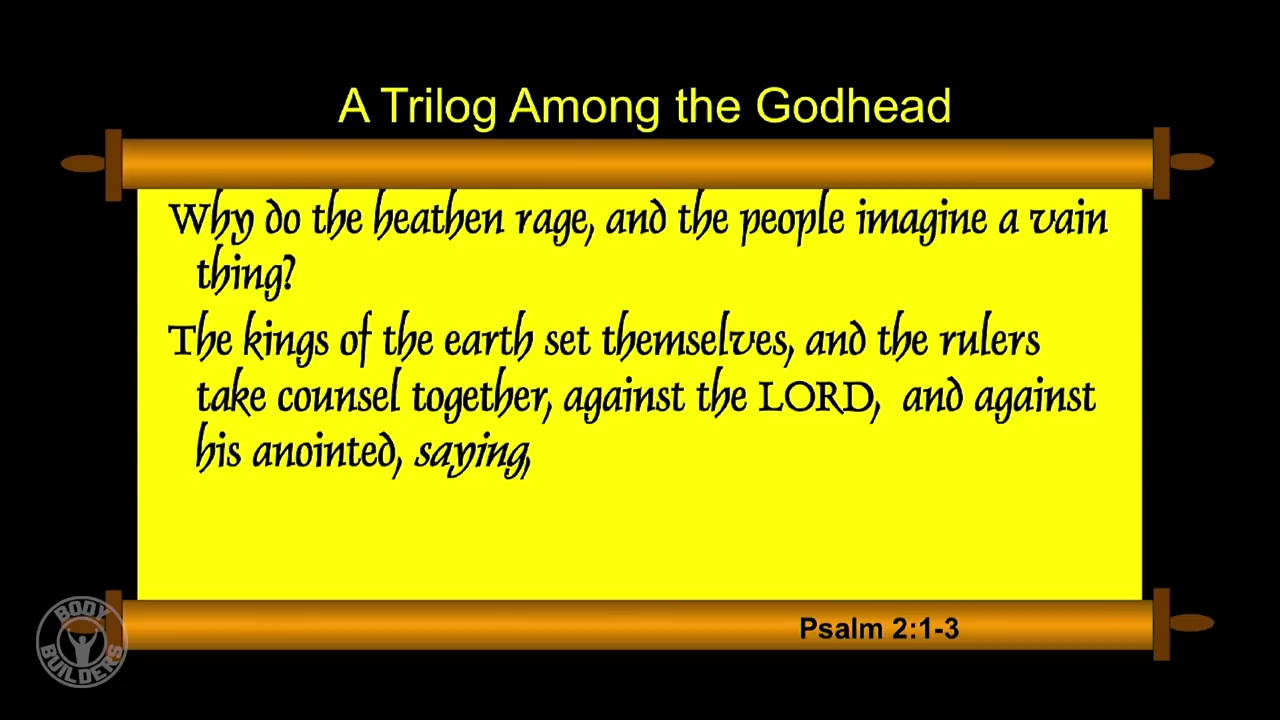 A Trilog Among the Godhead
Why do the heathen rage, and the people imagine a vain
thing?
The kings of the earth set themselves, and the rulers
take counsel together, against the LORD, and against
his anointed, saying,
Psalm 2:1-3
BODY
BUILDERS